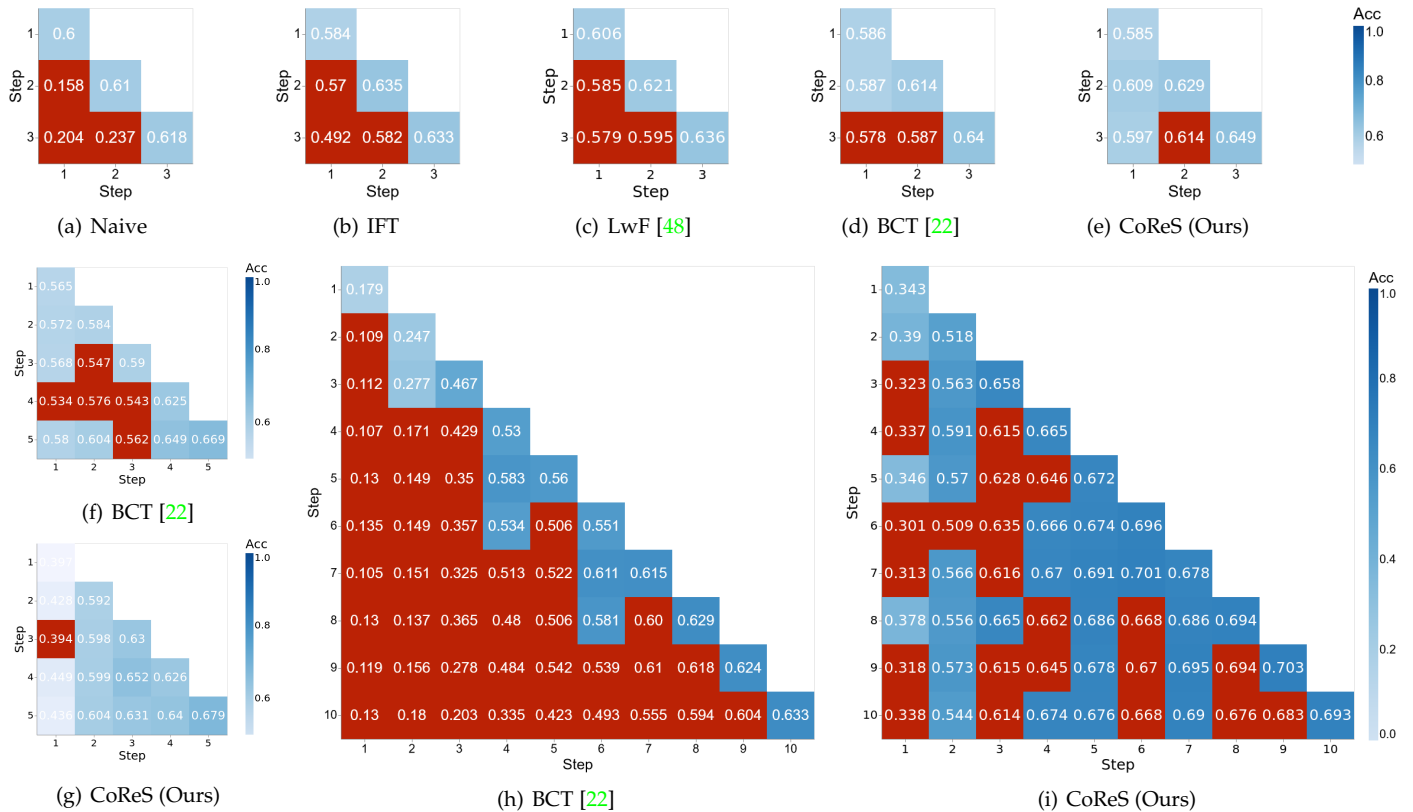 Step
1 0.6
2 0.158 0.61
3 0.204 0.237 0.618
1 2 3
Step
(a) Naive
Step
1 0.584
2 0.57 0.635
3 0.492 0.582 0.633
1 2 3
Step
(b) IFT
Step
1 0.606
2 0.585 0.621
3 0.579 0.595 0.636
1 2 3
Step
(c) LwF [48]
Step
1 0.586
2 0.587 0.614
3 0.578 0.587 0.64
1 2 3
Step
(d) BCT [22]
Step
1 0.585
2 0.609 0.629
3 0.597 0.614 0.649
1 2 3
Step
(e) CoReS (Ours)
Acc
1.0
0.8
0.6
Step
1 0.565
2 0.572 0.584
3 0.568 0.547 0.59
4 0.534 0.576 0.543 0.625
5 0.58 0.604 0.562 0.649 0.669
1 2 3 4 5
Step
Acc
1.0
0.8
0.6
(f) BCT [22]
Step
1 0.397
2 0.428 0.592
3 0.394 0.598 0.63
4 0.449 0.599 0.652 0.626
5 0.436 0.604 0.631 0.64 0.679
1 2 3 4 5
Step
Acc
1.0
0.8
0.6
(g) CoReS (Ours)
Step
1 0.179
2 0.109 0.247
3 0.112 0.277 0.467
4 0.107 0.171 0.429 0.53
5 0.13 0.149 0.35 0.583 0.56
6 0.135 0.149 0.357 0.534 0.506 0.551
7 0.105 0.151 0.325 0.513 0.522 0.611 0.615
8 0.13 0.137 0.365 0.48 0.506 0.581 0.60 0.629
9 0.119 0.156 0.278 0.484 0.542 0.539 0.61 0.618 0.624
10 0.13 0.18 0.203 0.335 0.423 0.493 0.555 0.594 0.604 0.633
1 2 3 4 5 6 7 8 9 10
Step
(h) BCT [22]
Step
1 0.343
2 0.39 0.518
3 0.323 0.563 0.658
4 0.337 0.591 0.615 0.665
5 0.346 0.57 0.628 0.646 0.672
6 0.301 0.509 0.635 0.666 0.674 0.696
7 0.313 0.566 0.616 0.67 0.691 0.701 0.678
8 0.378 0.556 0.665 0.662 0.686 0.668 0.686 0.694
9 0.318 0.573 0.615 0.645 0.678 0.67 0.695 0.694 0.703
10 0.338 0.544 0.614 0.674 0.676 0.668 0.69 0.676 0.683 0.693
1 2 3 4 5 6 7 8 9 10
Step
Acc
1.0
0.8
0.6
0.4
0.2
0.0
(i) CoReS (Ours)